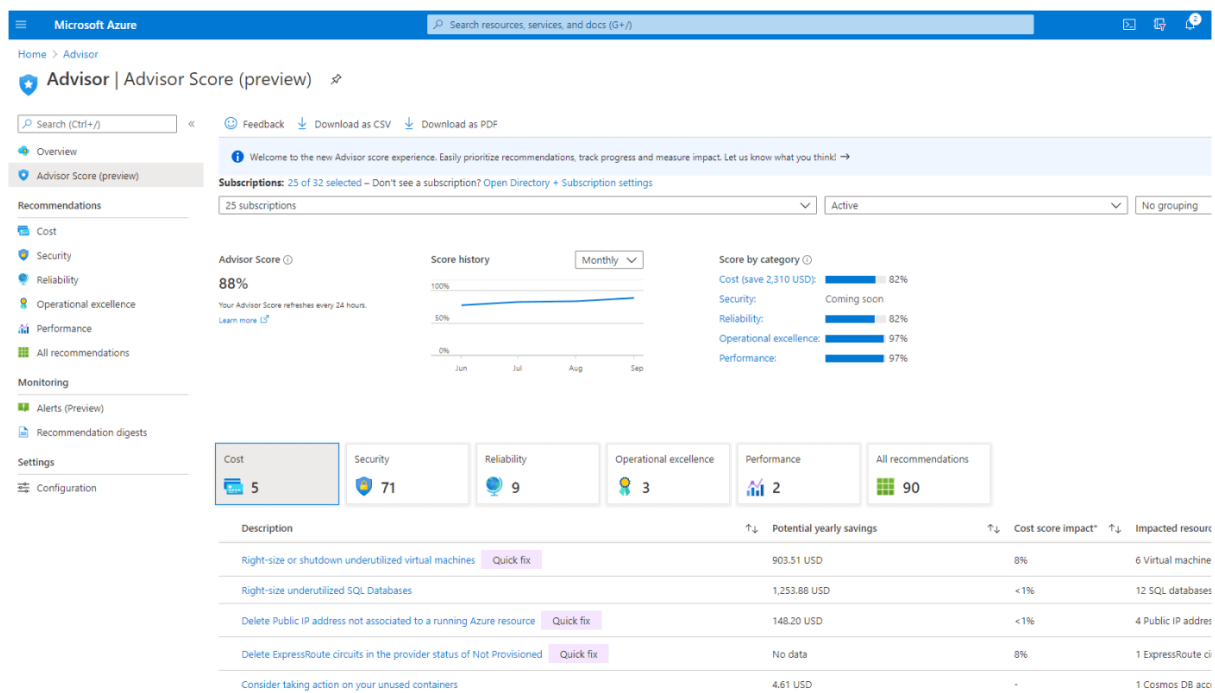 Microsoft Azure
Search resources, services, and docs (G+/)
2
Home > Advisor
Advisor | Advisor Score (preview)
Search (Ctrl+/)
«
Overview
Advisor Score (preview)
Recommendations
Cost
Security
Reliability
Operational excellence
Performance
All recommendations
Monitoring
Alerts (Preview)
Recommendation digests
Settings
Configuration
Feedback
Download as CSV
Download as PDF
Welcome to the new Advisor score experience. Easily prioritize recommendations, track progress and measure impact. Let us know what you think! →
Subscriptions: 25 of 32 selected – Don't see a subscription? Open Directory + Subscription settings
25 subscriptions
Active
No grouping
Advisor Score
88%
Your Advisor Score refreshes every 24 hours.
Learn more
Score history
Monthly
100%
50%
0%
Jun Jul Aug Sep
Score by category
Cost (save 2,310 USD): 82%
Security: Coming soon
Reliability: 82%
Operational excellence: 97%
Performance: 97%
Cost
5
Security
71
Reliability
9
Operational excellence
3
Performance
2
All recommendations
90
Description ↑↓ Potential yearly savings ↑↓ Cost score impact* ↑↓ Impacted resourc
Right-size or shutdown underutilized virtual machines Quick fix 903.51 USD 8% 6 Virtual machine
Right-size underutilized SQL Databases 1,253.88 USD <1% 12 SQL databases
Delete Public IP address not associated to a running Azure resource Quick fix 148.20 USD <1% 4 Public IP addres
Delete ExpressRoute circuits in the provider status of Not Provisioned Quick fix No data 8% 1 ExpressRoute ci
Consider taking action on your unused containers 4.61 USD - 1 Cosmos DB acc